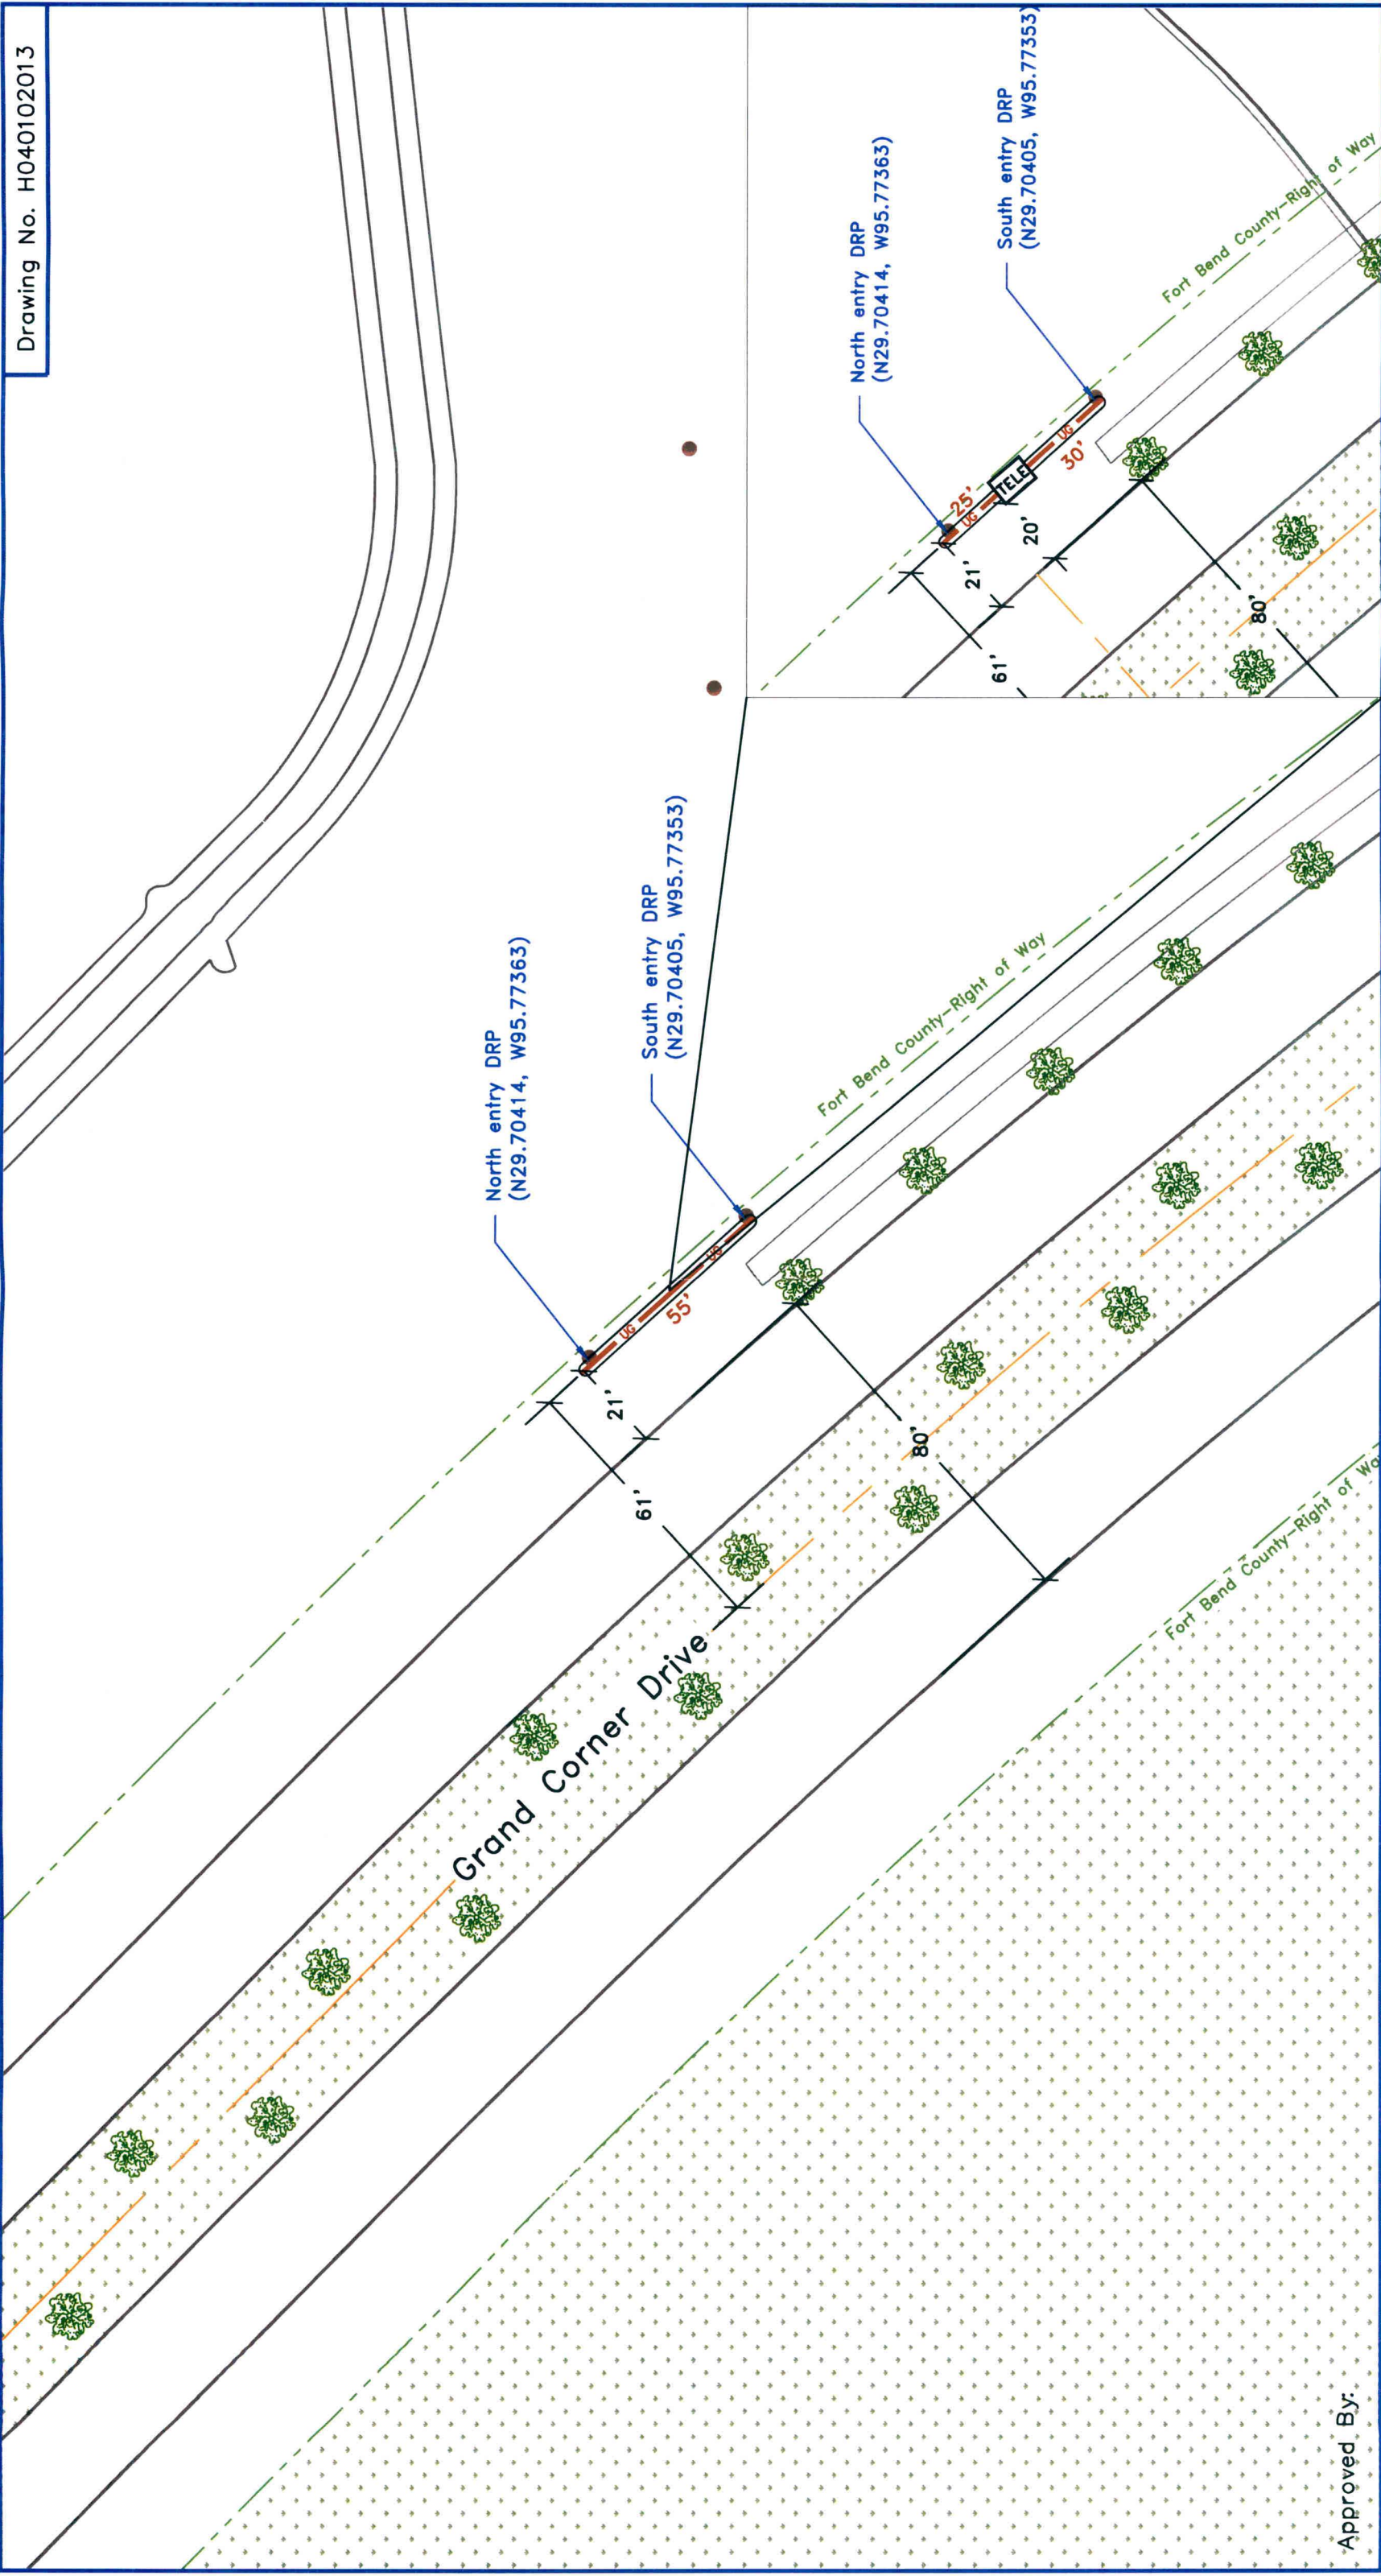 Drawing No. H040102013
North entry DRP
(N29.70414, W95.77363)
South entry DRP
(N29.70405, W95.77353)
UG
55'
UG
21'
61'
80'
Grand Corner Drive
Fort Bend County-Right of Way
Fort Bend County-Right of Way
North entry DRP
(N29.70414, W95.77363)
South entry DRP
(N29.70405, W95.77353)
25'
UG
TELE
UG
30'
21'
20'
61'
80'
Fort Bend County-Right of Way
Approved By: